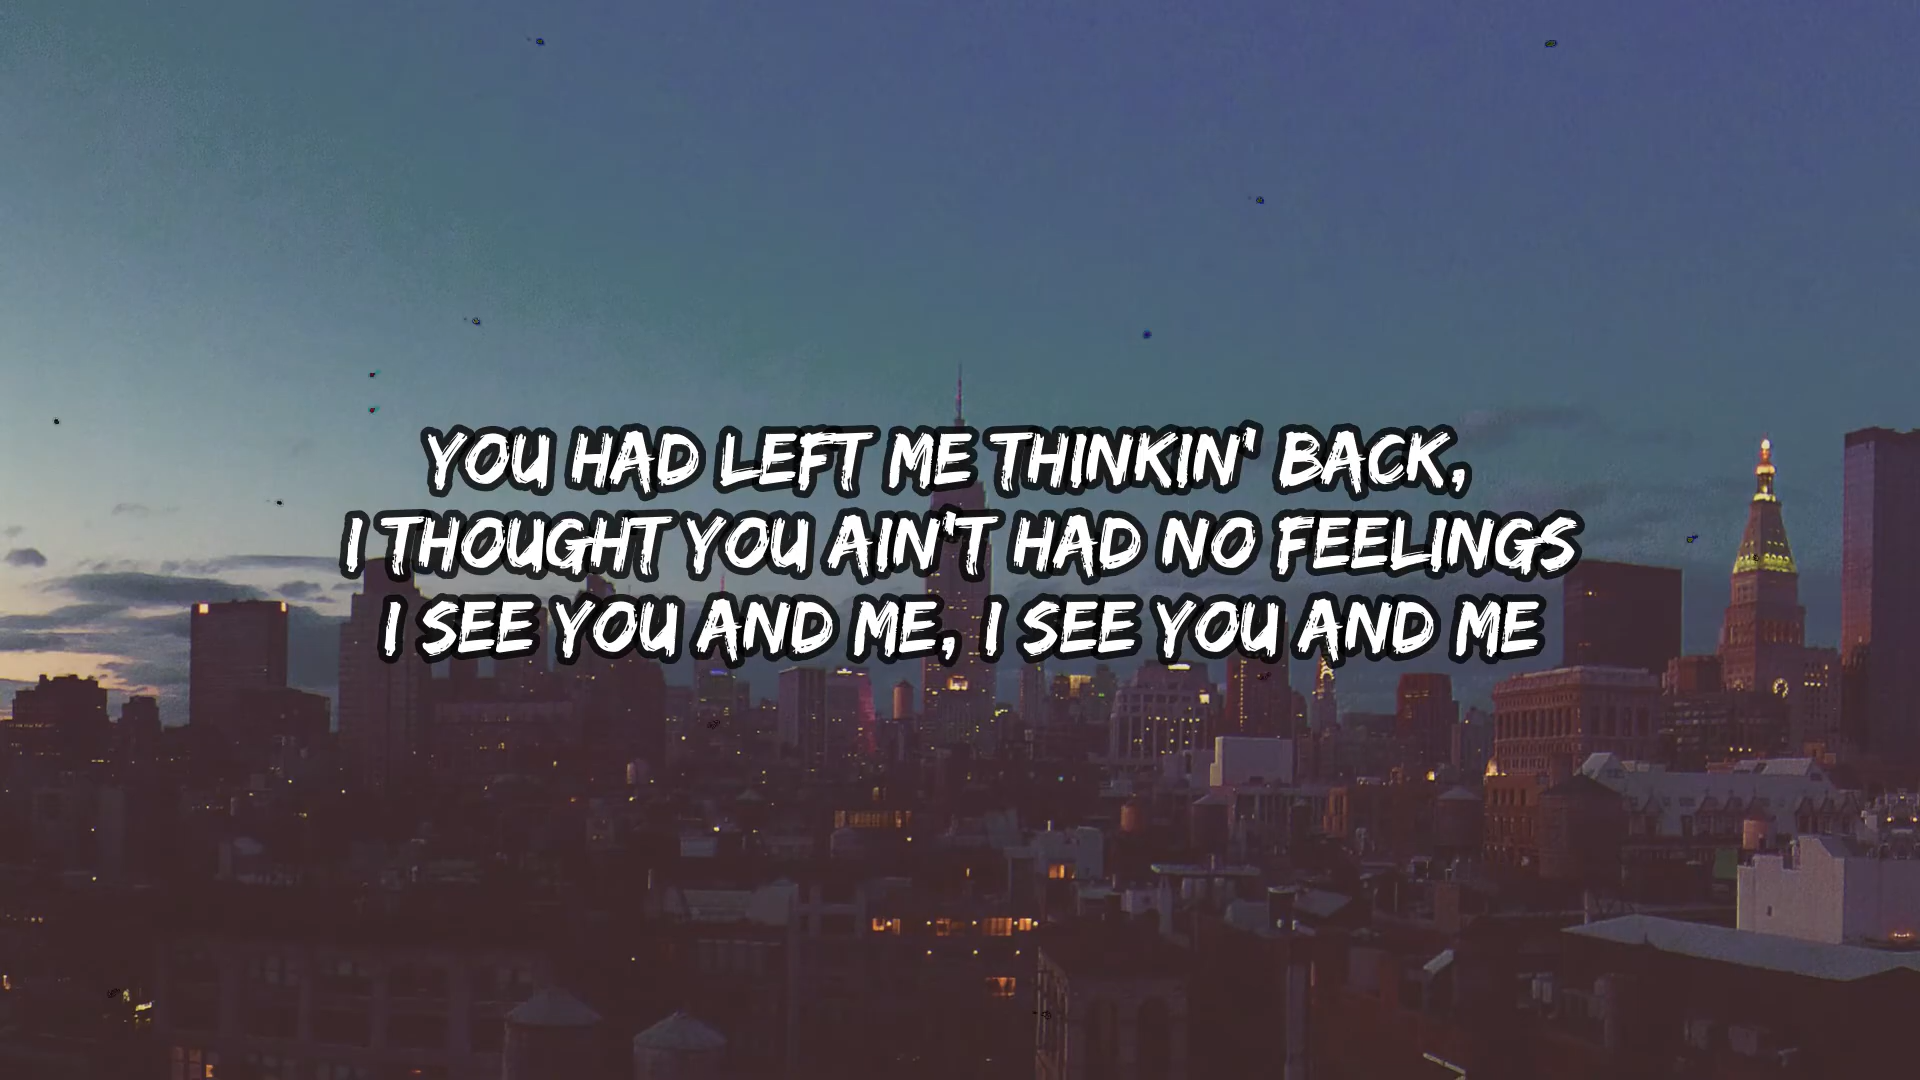 YOU HAD LEFT ME THINKIN' BACK,
I THOUGHT YOU AIN'T HAD NO FEELINGS
I SEE YOU AND ME, I SEE YOU AND ME